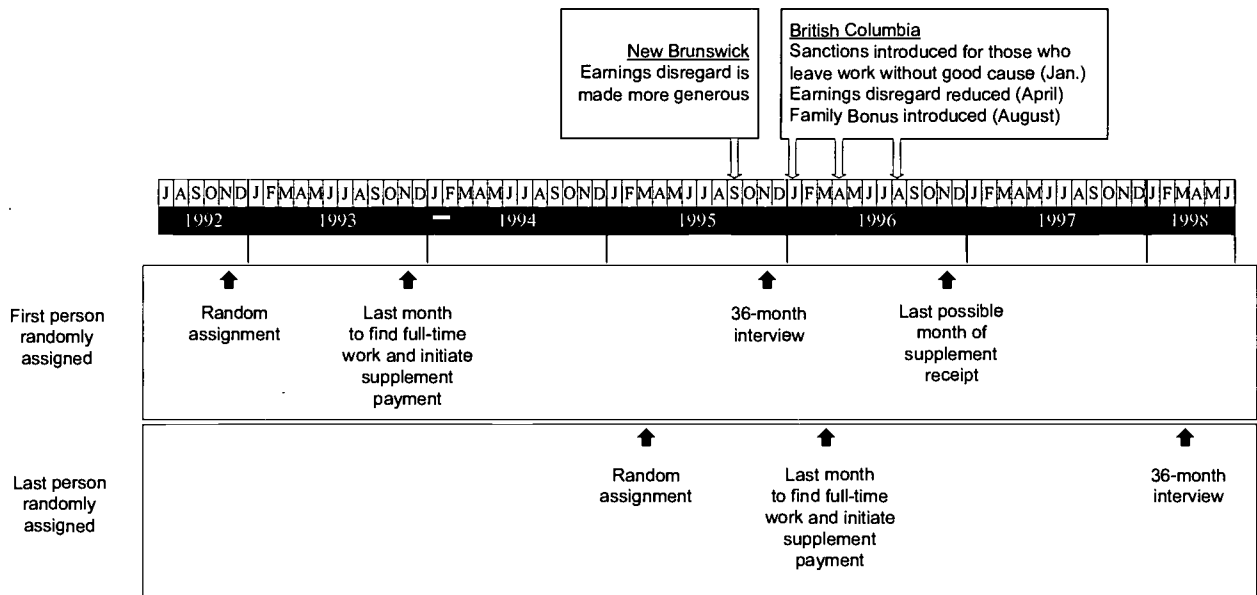 New Brunswick
Earnings disregard is
made more generous
British Columbia
Sanctions introduced for those who
leave work without good cause (Jan.)
Earnings disregard reduced (April)
Family Bonus introduced (August)
J A S O N D J F M A M J J A S O N D J F M A M J J A S O N D J F M A M J J A S O N D J F M A M J J A S O N D J F M A M J J A S O N D J F M A M J
1992 1993 1994 1995 1996 1997 1998
First person
randomly
assigned
Random
assignment
Last month
to find full-time
work and initiate
supplement
payment
36-month
interview
Last possible
month of
supplement
receipt
Last person
randomly
assigned
Random
assignment
Last month
to find full-time
work and initiate
supplement
payment
36-month
interview